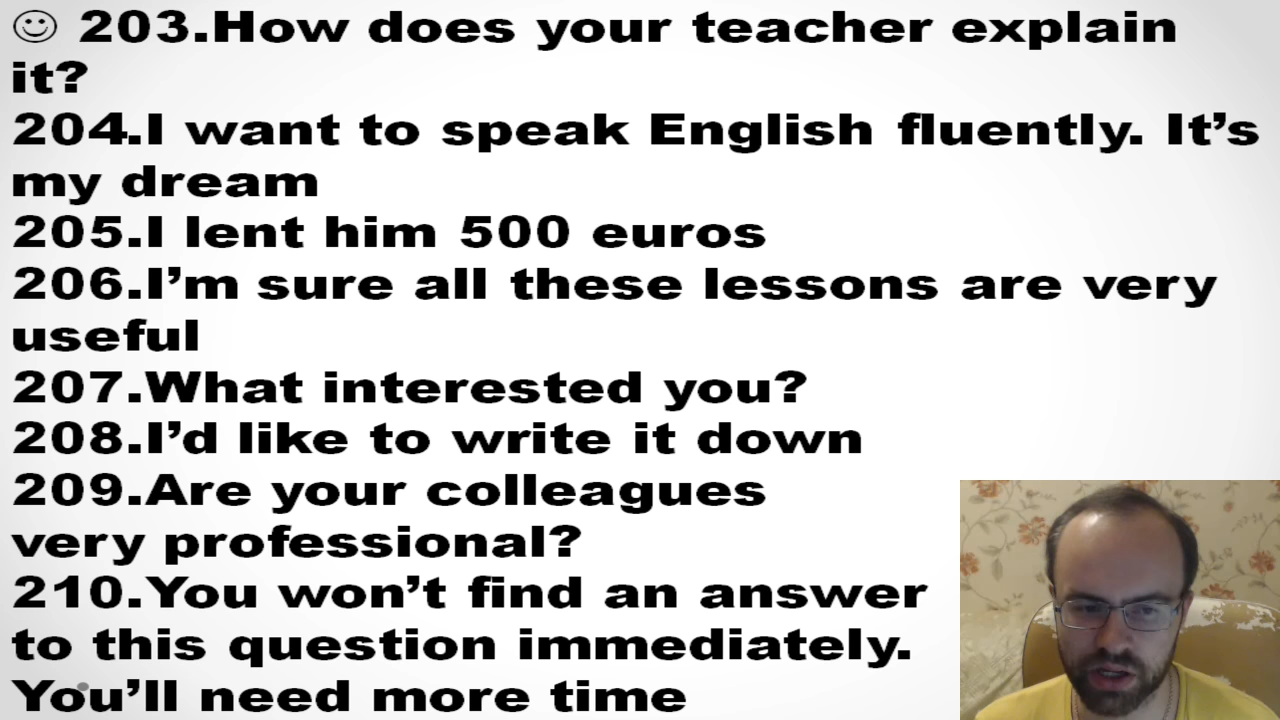 ☺ 203.How does your teacher explain
it?
204.I want to speak English fluently. It’s
my dream
205.I lent him 500 euros
206.I’m sure all these lessons are very
useful
207.What interested you?
208.I’d like to write it down
209.Are your colleagues
very professional?
210.You won’t find an answer
to this question immediately.
You’ll need more time